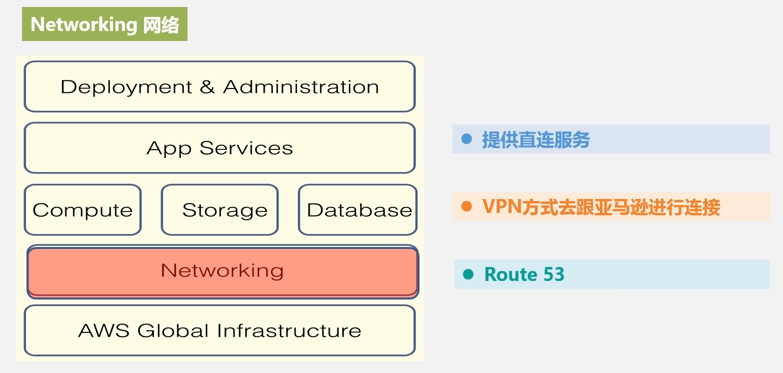 Networking 网络
Deployment & Administration
App Services
Compute Storage Database
Networking
AWS Global Infrastructure
提供直连服务
VPN方式去跟亚马逊进行连接
Route 53